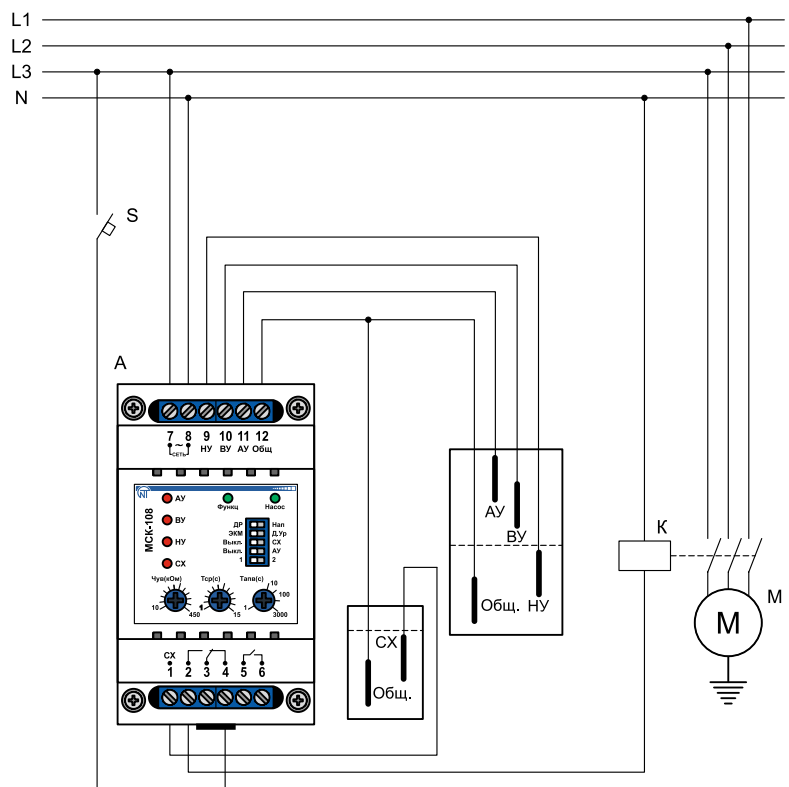 L1
L2
L3
N
S
A
7 8 9 10 11 12
~
СЕТЬ НУ ВУ АУ Общ
NT
АУ
Функц
Насос
ВУ
НУ
СХ
МСК-108
ДР Нап
ЭКМ Д.Ур
Выкл. СХ
Выкл. АУ
1 2
Чув(кОм) Тср(с) Тапв(с)
10 450
1 15
1 10 100 3000
СХ
1 2 3 4 5 6
АУ
ВУ
Общ. НУ
СХ
Общ.
К
М
М